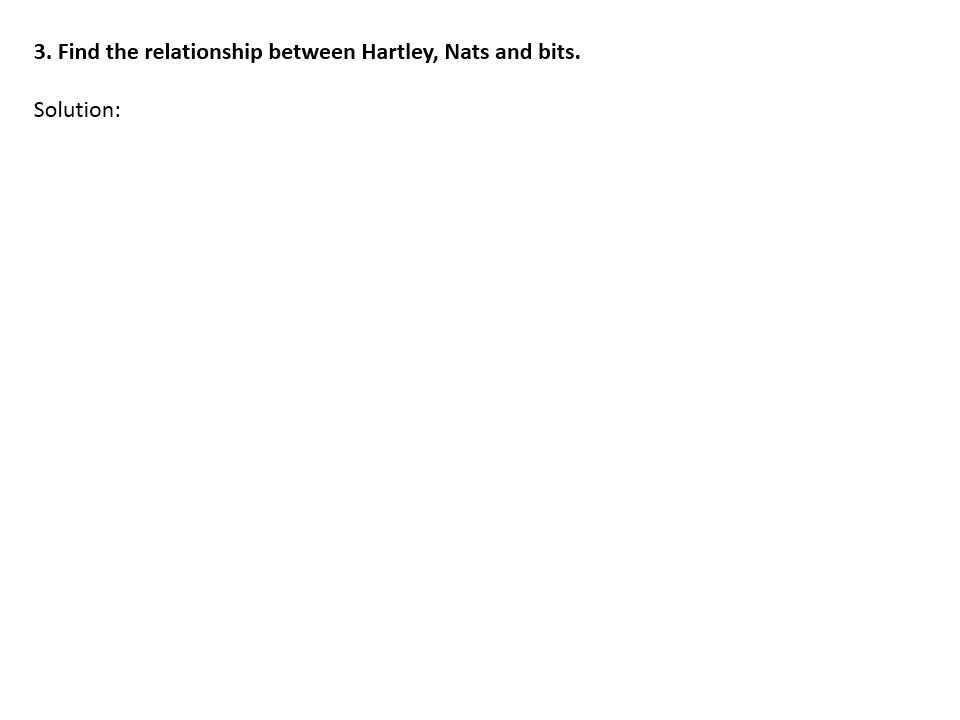 3. Find the relationship between Hartley, Nats and bits.
Solution: